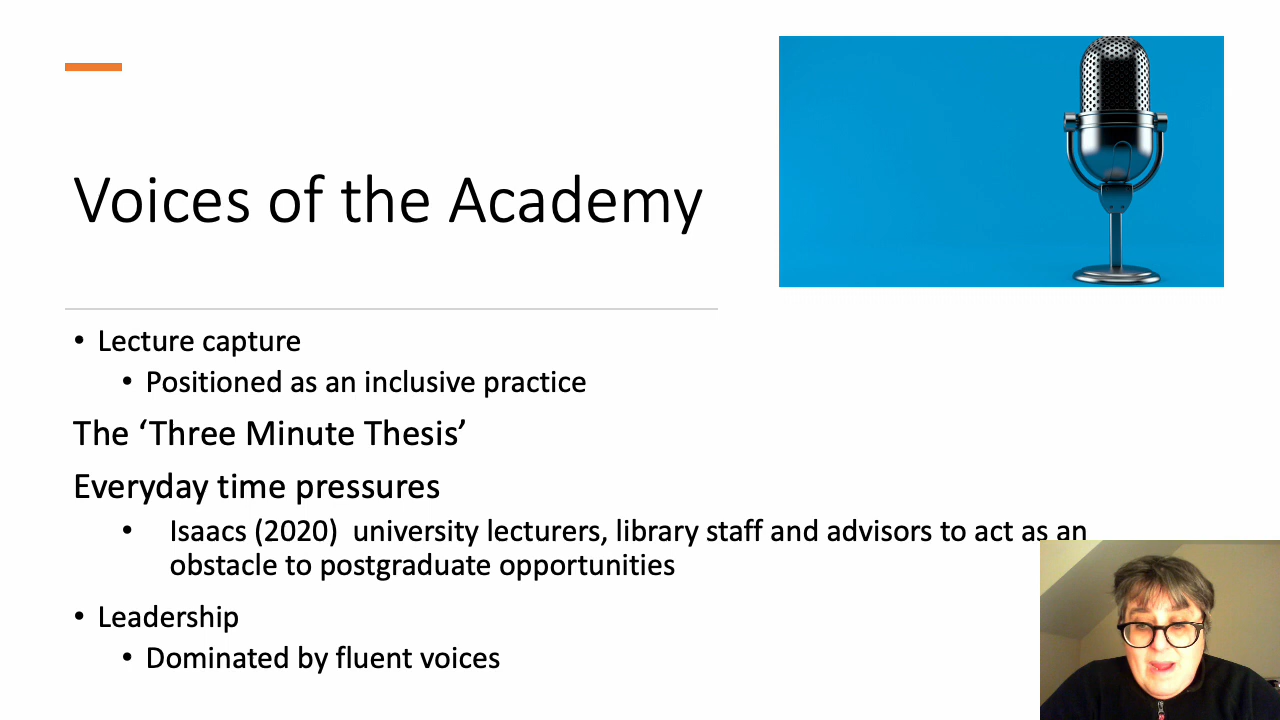 Voices of the Academy
• Lecture capture
• Positioned as an inclusive practice
The ‘Three Minute Thesis’
Everyday time pressures
• Isaacs (2020)  university lecturers, library staff and advisors to act as an
obstacle to postgraduate opportunities
• Leadership
• Dominated by fluent voices